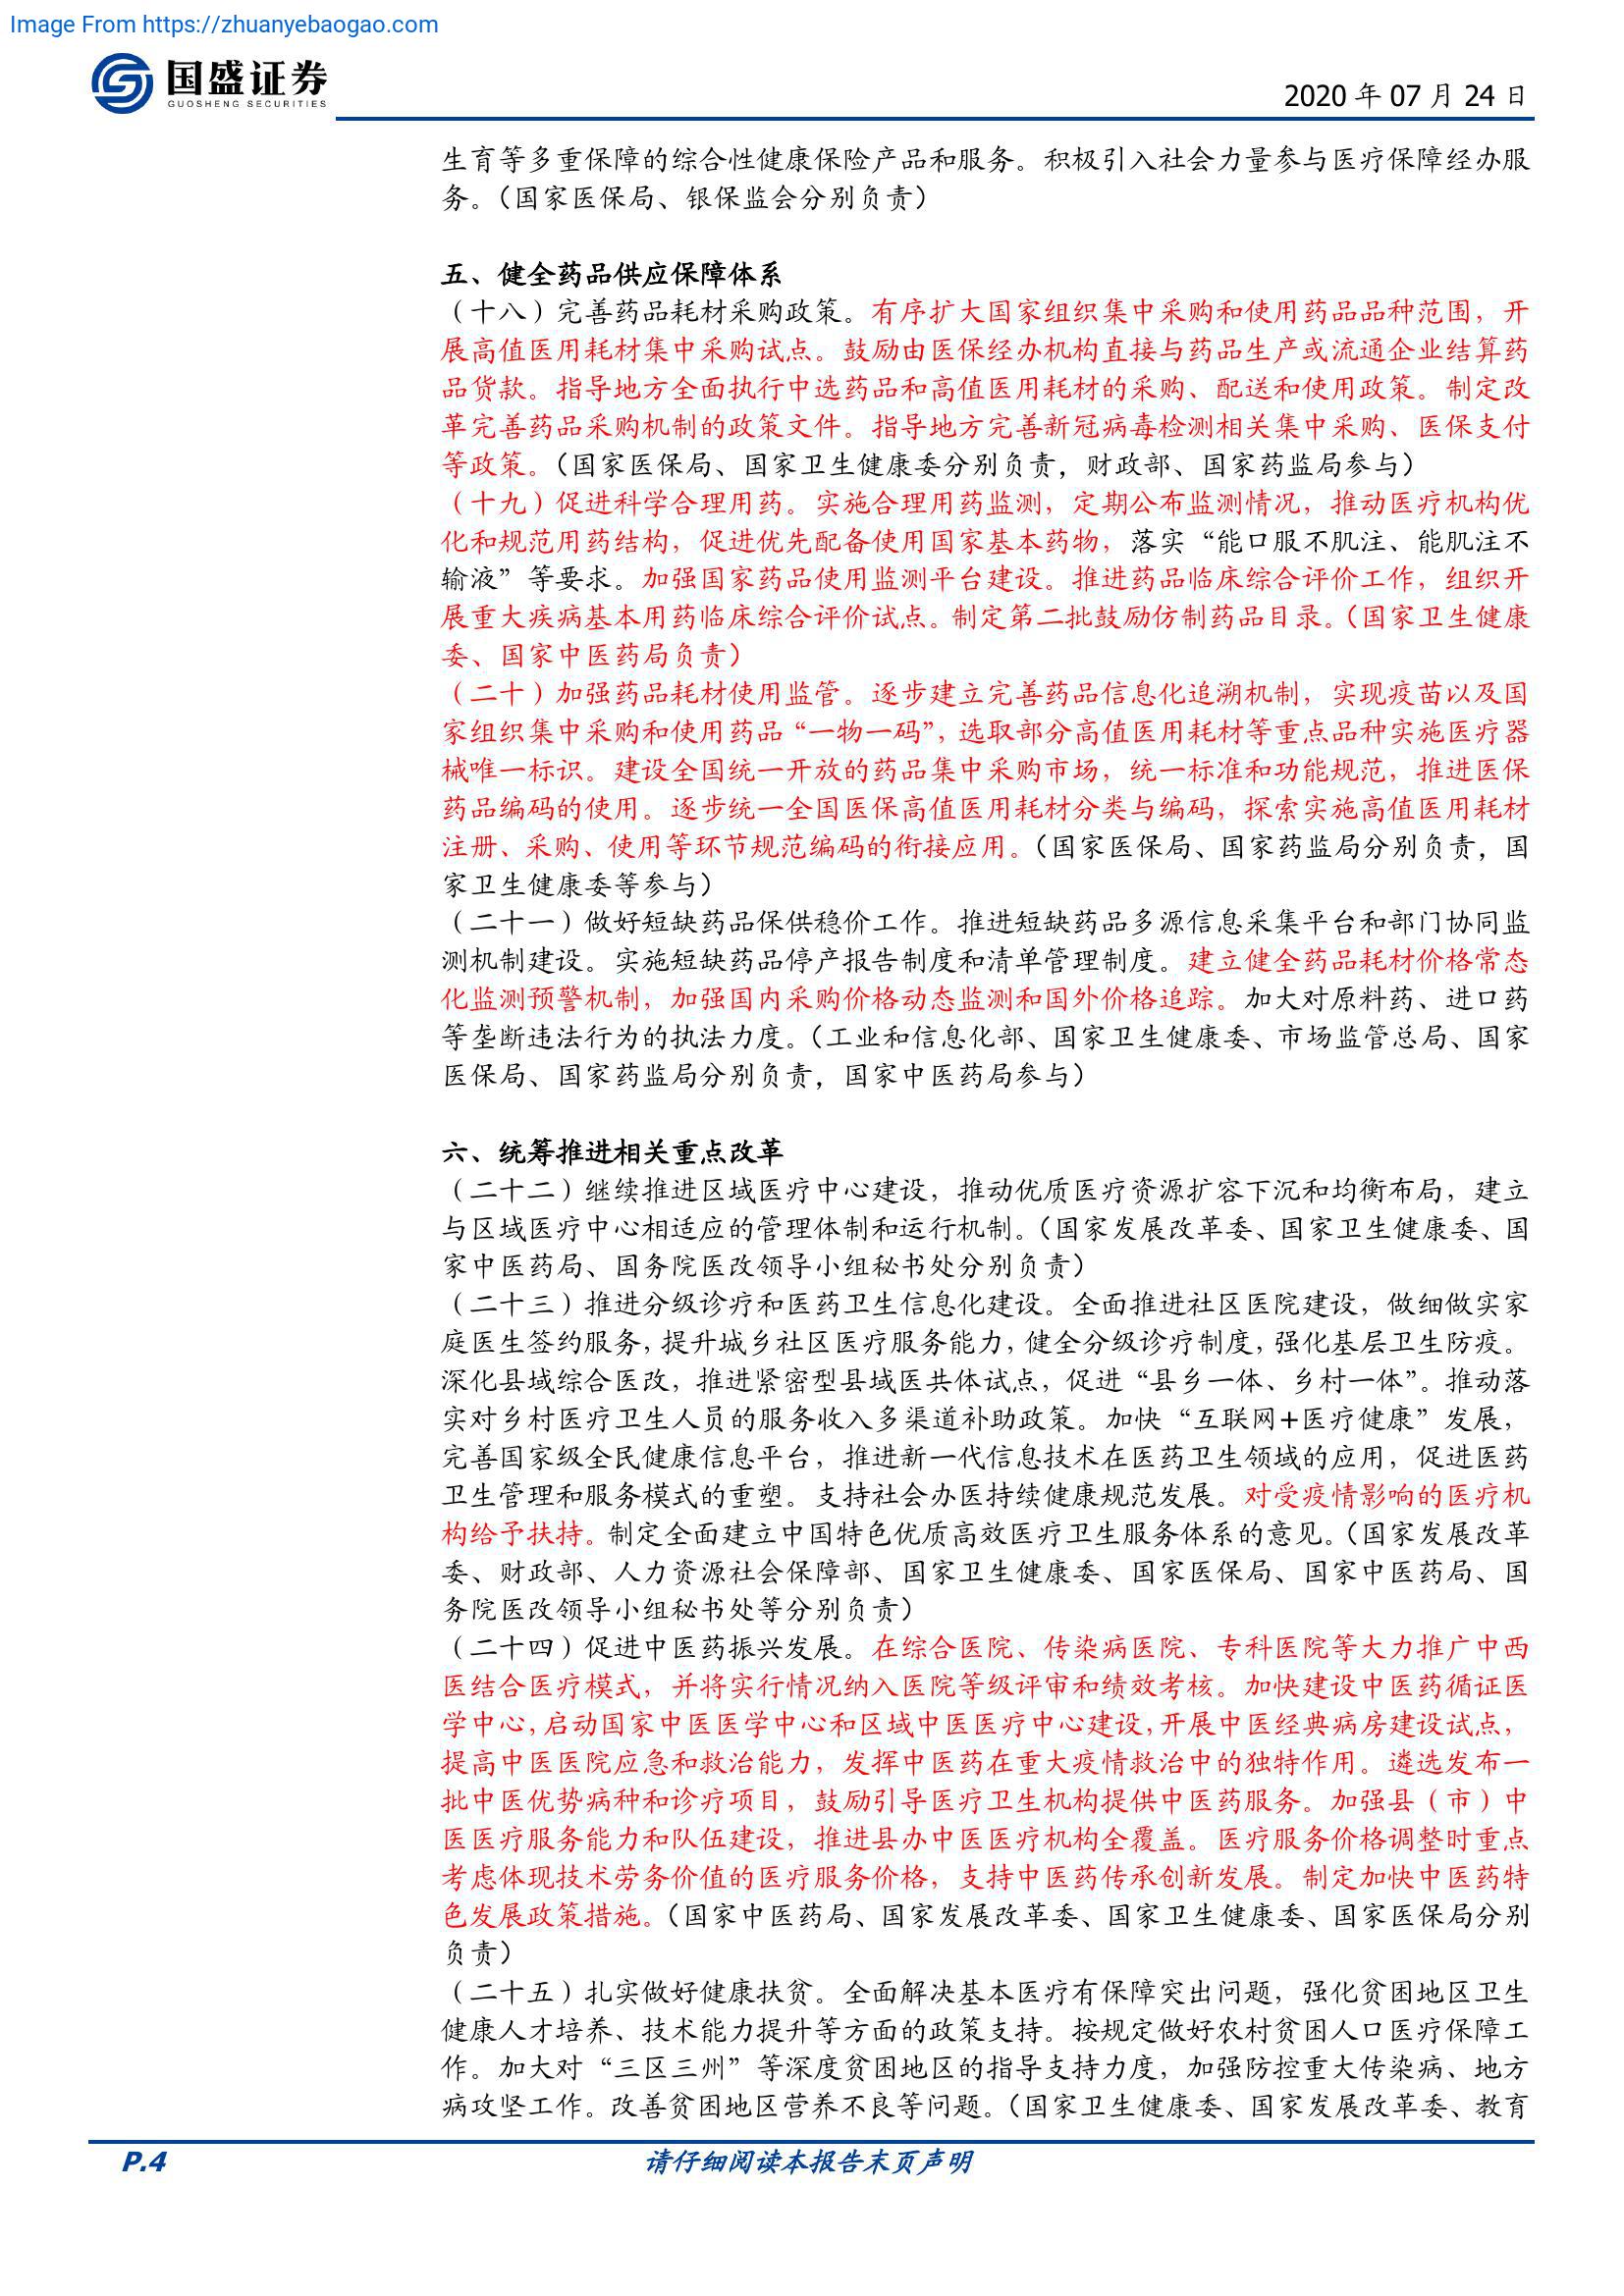 Image From https://zhuanyebaogao.com
国盛证券
GUOSHENG SECURITIES
2020 年 07 月 24 日
生育等多重保障的综合性健康保险产品和服务。积极引入社会力量参与医疗保障经办服
务。（国家医保局、银保监会分别负责）
五、健全药品供应保障体系
（十八）完善药品耗材采购政策。有序扩大国家组织集中采购和使用药品品种范围，开
展高值医用耗材集中采购试点。鼓励由医保经办机构直接与药品生产或流通企业结算药
品货款。指导地方全面执行中选药品和高值医用耗材的采购、配送和使用政策。制定改
革完善药品采购机制的政策文件。指导地方完善新冠病毒检测相关集中采购、医保支付
等政策。（国家医保局、国家卫生健康委分别负责，财政部、国家药监局参与）
（十九）促进科学合理用药。实施合理用药监测，定期公布监测情况，推动医疗机构优
化和规范用药结构，促进优先配备使用国家基本药物，落实“能口服不肌注、能肌注不
输液”等要求。加强国家药品使用监测平台建设。推进药品临床综合评价工作，组织开
展重大疾病基本用药临床综合评价试点。制定第二批鼓励仿制药品目录。（国家卫生健康
委、国家中医药局负责）
（二十）加强药品耗材使用监管。逐步建立完善药品信息化追溯机制，实现疫苗以及国
家组织集中采购和使用药品“一物一码”，选取部分高值医用耗材等重点品种实施医疗器
械唯一标识。建设全国统一开放的药品集中采购市场，统一标准和功能规范，推进医保
药品编码的使用。逐步统一全国医保高值医用耗材分类与编码，探索实施高值医用耗材
注册、采购、使用等环节规范编码的衔接应用。（国家医保局、国家药监局分别负责，国
家卫生健康委等参与）
（二十一）做好短缺药品保供稳价工作。推进短缺药品多源信息采集平台和部门协同监
测机制建设。实施短缺药品停产报告制度和清单管理制度。建立健全药品耗材价格常态
化监测预警机制，加强国内采购价格动态监测和国外价格追踪。加大对原料药、进口药
等垄断违法行为的执法力度。（工业和信息化部、国家卫生健康委、市场监管总局、国家
医保局、国家药监局分别负责，国家中医药局参与）
六、统筹推进相关重点改革
（二十二）继续推进区域医疗中心建设，推动优质医疗资源扩容下沉和均衡布局，建立
与区域医疗中心相适应的管理体制和运行机制。（国家发展改革委、国家卫生健康委、国
家中医药局、国务院医改领导小组秘书处分别负责）
（二十三）推进分级诊疗和医药卫生信息化建设。全面推进社区医院建设，做细做实家
庭医生签约服务，提升城乡社区医疗服务能力，健全分级诊疗制度，强化基层卫生防疫。
深化县域综合医改，推进紧密型县域医共体试点，促进“县乡一体、乡村一体”。推动落
实对乡村医疗卫生人员的服务收入多渠道补助政策。加快“互联网+医疗健康”发展，
完善国家级全民健康信息平台，推进新一代信息技术在医药卫生领域的应用，促进医药
卫生管理和服务模式的重塑。支持社会办医持续健康规范发展。对受疫情影响的医疗机
构给予扶持。制定全面建立中国特色优质高效医疗卫生服务体系的意见。（国家发展改革
委、财政部、人力资源社会保障部、国家卫生健康委、国家医保局、国家中医药局、国
务院医改领导小组秘书处等分别负责）
（二十四）促进中医药振兴发展。在综合医院、传染病医院、专科医院等大力推广中西
医结合医疗模式，并将实行情况纳入医院等级评审和绩效考核。加快建设中医药循证医
学中心，启动国家中医医学中心和区域中医医疗中心建设，开展中医经典病房建设试点，
提高中医医院应急和救治能力，发挥中医药在重大疫情救治中的独特作用。遴选发布一
批中医优势病种和诊疗项目，鼓励引导医疗卫生机构提供中医药服务。加强县（市）中
医医疗服务能力和队伍建设，推进县办中医医疗机构全覆盖。医疗服务价格调整时重点
考虑体现技术劳务价值的医疗服务价格，支持中医药传承创新发展。制定加快中医药特
色发展政策措施。（国家中医药局、国家发展改革委、国家卫生健康委、国家医保局分别
负责）
（二十五）扎实做好健康扶贫。全面解决基本医疗有保障突出问题，强化贫困地区卫生
健康人才培养、技术能力提升等方面的政策支持。按规定做好农村贫困人口医疗保障工
作。加大对“三区三州”等深度贫困地区的指导支持力度，加强防控重大传染病、地方
病攻坚工作。改善贫困地区营养不良等问题。（国家卫生健康委、国家发展改革委、教育
P.4
请仔细阅读本报告末页声明